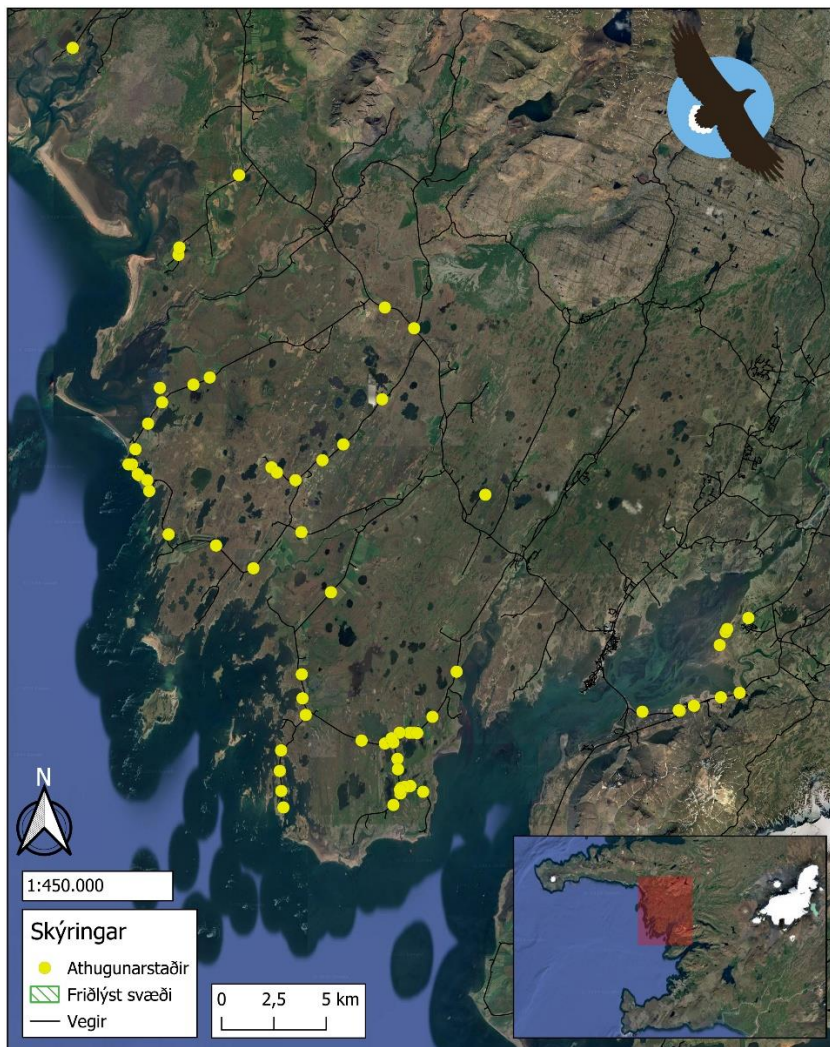 N
1:450.000
Skýringar
Athugunarstaðir
Friðlýst svæði
Vegir
0 2,5 5 km